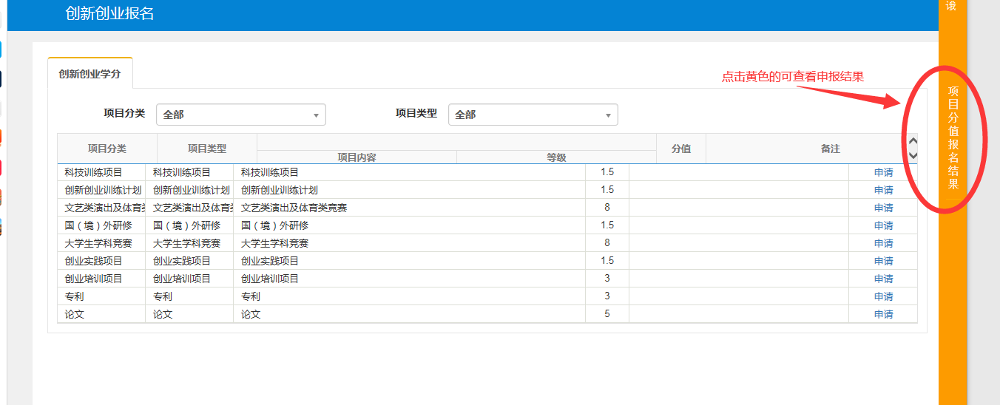 创新创业报名
创新创业学分
点击黄色的可查看申报结果
项目分类 全部 项目类型 全部
项目分类 项目类型 分值 备注
项目内容 等级
科技训练项目 科技训练项目 科技训练项目 1.5 申请
创新创业训练计划 创新创业训练计划 创新创业训练计划 1.5 申请
文艺类演出及体育类 文艺类演出及体育类 文艺类演出及体育类竞赛 8 申请
国（境）外研修 国（境）外研修 国（境）外研修 1.5 申请
大学生学科竞赛 大学生学科竞赛 大学生学科竞赛 8 申请
创业实践项目 创业实践项目 创业实践项目 1.5 申请
创业培训项目 创业培训项目 创业培训项目 3 申请
专利 专利 专利 3 申请
论文 论文 论文 5 申请
项目分值报名结果